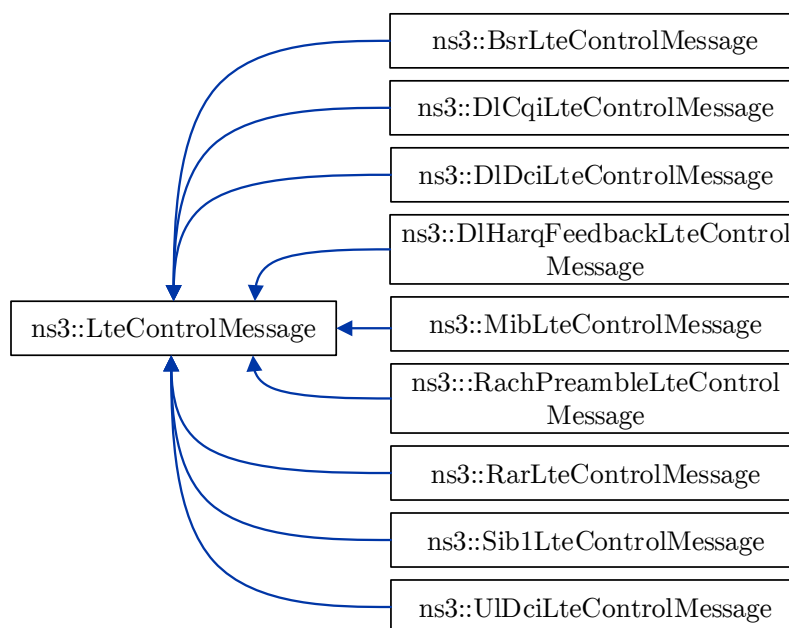 ns3::BsrLteControlMessage
ns3::DlCqiLteControlMessage
ns3::DlDciLteControlMessage
ns3::DlHarqFeedbackLteControl
Message
ns3::LteControlMessage
ns3::MibLteControlMessage
ns3:::RachPreambleLteControl
Message
ns3::RarLteControlMessage
ns3::Sib1LteControlMessage
ns3::UlDciLteControlMessage